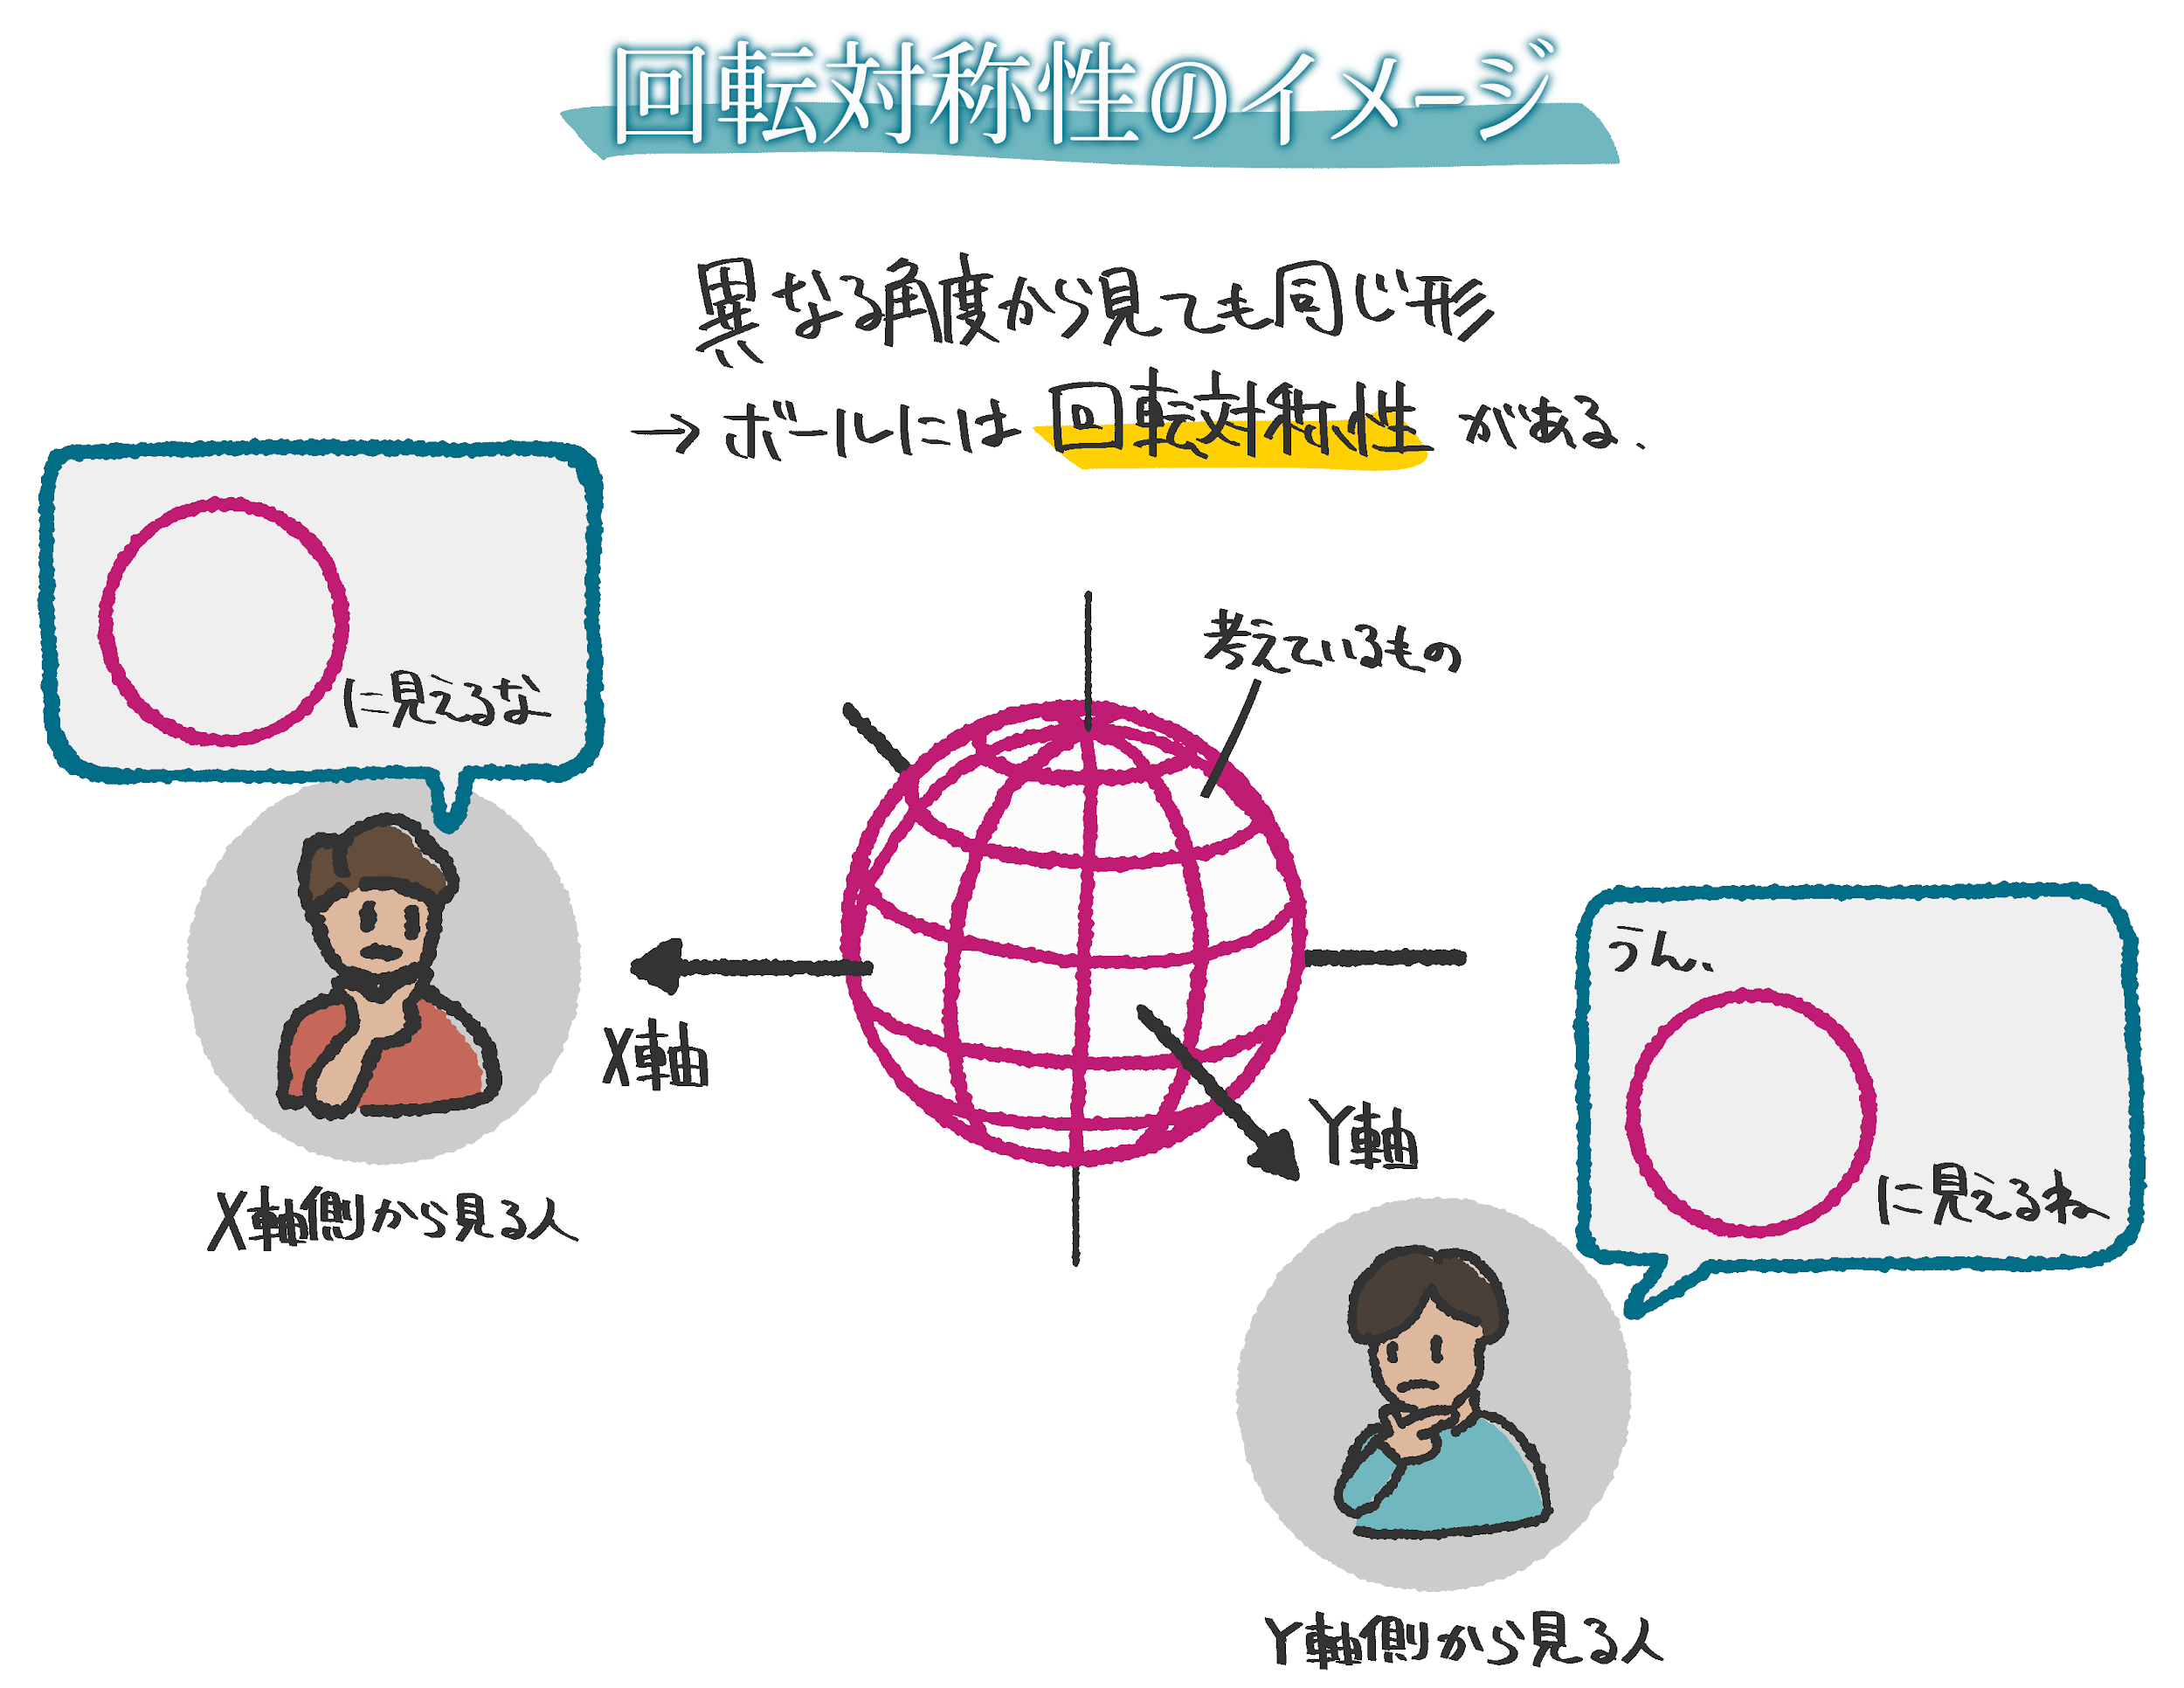 回転対称性のイメージ
異なる角度から見ても同じ形
→ボールには 回転対称性 がある.
に見えるな
考えているもの
X軸
X軸側から見る人
Y軸
うん、
に見えるね
Y軸側から見る人